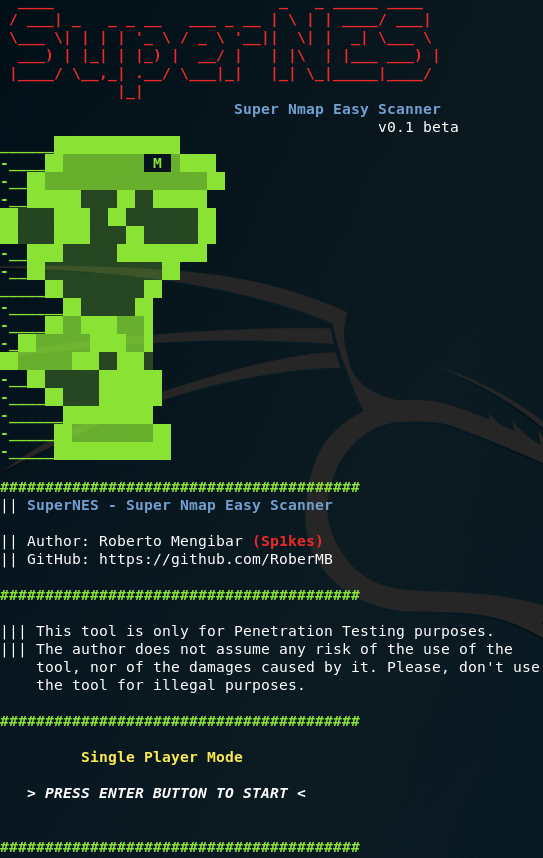 SuperNES
Super Nmap Easy Scanner
v0.1 beta
M
#######################################
|| SuperNES - Super Nmap Easy Scanner
|| Author: Roberto Mengibar (Sp1kes)
|| GitHub: https://github.com/RoberMB
#######################################
||| This tool is only for Penetration Testing purposes.
||| The author does not assume any risk of the use of the
tool, nor of the damages caused by it. Please, don't use
the tool for illegal purposes.
#######################################
Single Player Mode
> PRESS ENTER BUTTON TO START <
#######################################